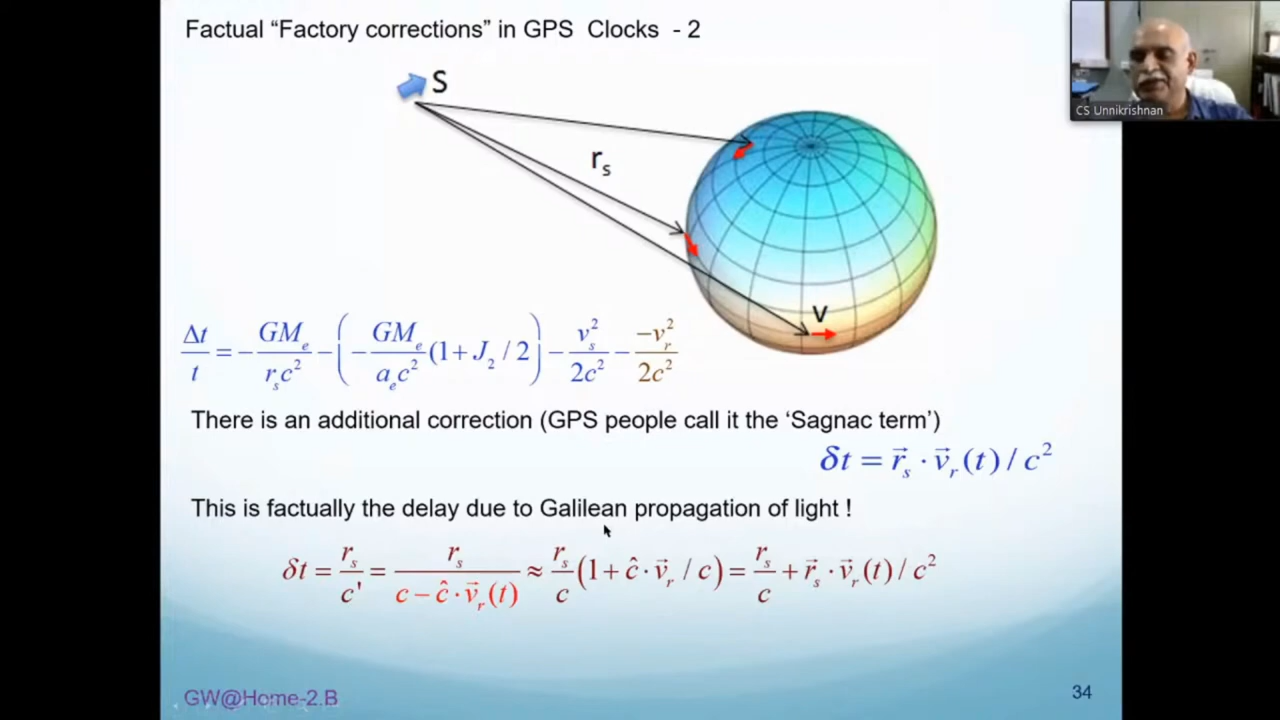 Factual “Factory corrections” in GPS Clocks - 2
CS Unnikrishnan
S
r_s
v
Δt/t = - GM_e/(r_s c²) - ( - GM_e/(a_e c²) (1 + J₂ / 2) ) - v_s²/(2c²) - (-v_r²)/(2c²)
There is an additional correction (GPS people call it the ‘Sagnac term’)
δt = r⃗_s · v⃗_r(t) / c²
This is factually the delay due to Galilean propagation of light !
δt = r_s/c' = r_s/(c - ĉ · v⃗_r(t)) ≈ r_s/c (1 + ĉ · v⃗_r / c) = r_s/c + r⃗_s · v⃗_r(t) / c²
GW@Home-2.B
34